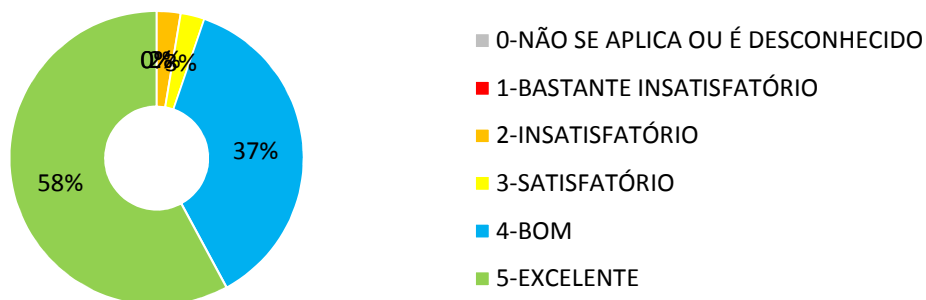 3%
37%
58%
0-NÃO SE APLICA OU É DESCONHECIDO
1-BASTANTE INSATISFATÓRIO
2-INSATISFATÓRIO
3-SATISFATÓRIO
4-BOM
5-EXCELENTE